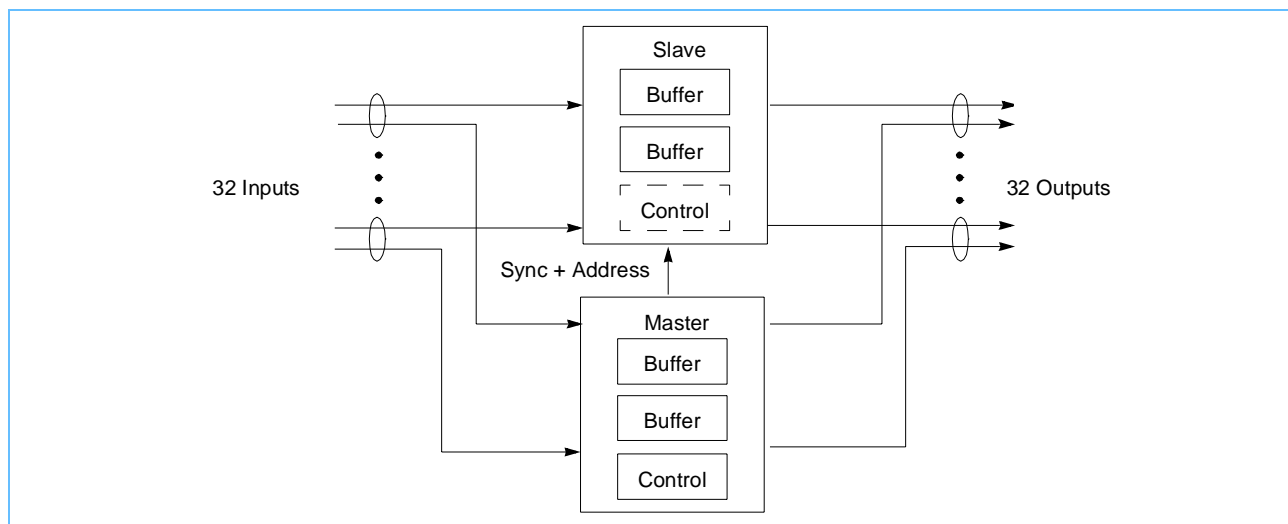 Slave
Buffer
Buffer
32 Inputs
32 Outputs
Control
Sync + Address
Master
Buffer
Buffer
Control